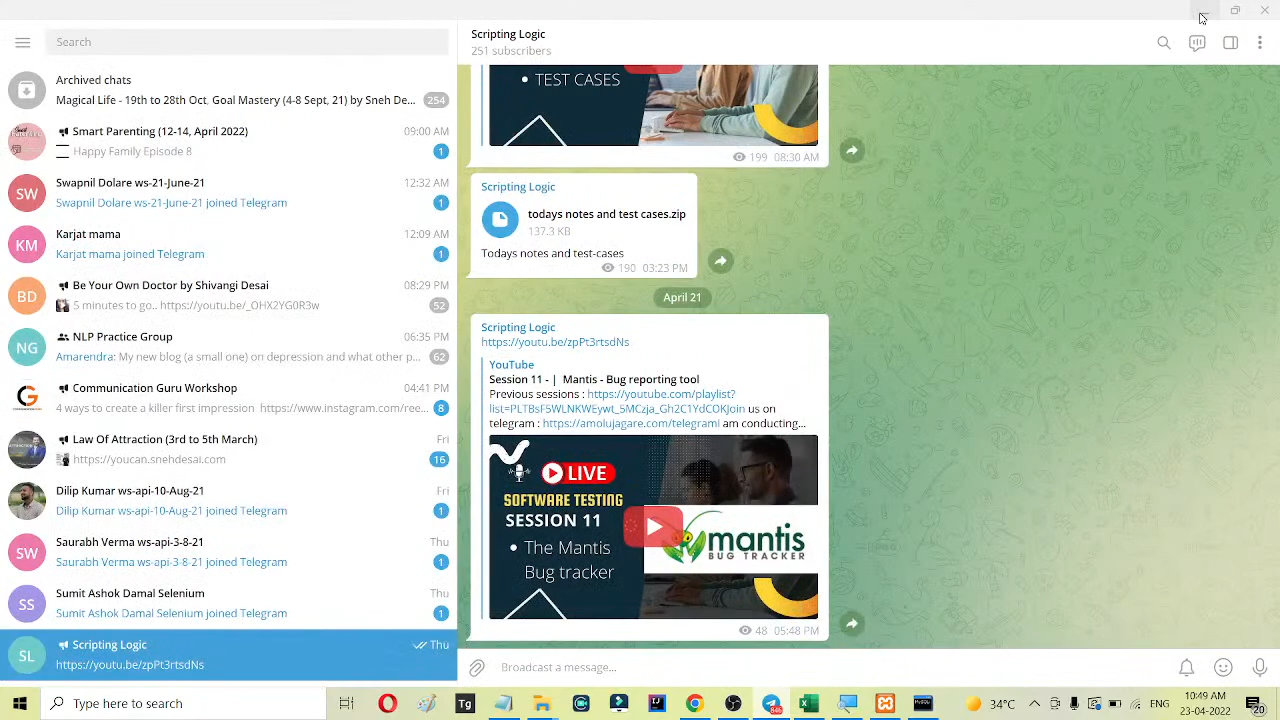 Search
Archived chats
Magical Life - 19th to 28th Oct, Goal Mastery (4-8 Sept, 21) by Sneh De... 254
Smart Parenting (12-14, April 2022) 09:00 AM
Happy Family Episode 8 1
SW
Swapnil Dolare ws-21-June-21 12:32 AM
Swapnil Dolare ws-21-June-21 joined Telegram 1
KM
Karjat mama 12:09 AM
Karjat mama joined Telegram 1
BD
Be Your Own Doctor by Shivangi Desai 08:29 PM
5 minutes to go.. https://youtu.be/_OHX2YG0R3w 52
NG
NLP Practice Group 06:35 PM
Amarendra: My new blog (a small one) on depression and what other p... 62
Communication Guru Workshop 04:41 PM
4 ways to create a killer first impression https://www.instagram.com/ree... 8
Law Of Attraction (3rd to 5th March) Fri
https://youcan.snehdesai.com 16
Dilip Kumar ws-api-10-Aug-21 Fri
Dilip Kumar ws-api-10-Aug-21 joined Telegram 1
SW
Saurabh Verma ws-api-3-8-21 Thu
Saurabh Verma ws-api-3-8-21 joined Telegram 1
SS
Sumit Ashok Damal Selenium Thu
Sumit Ashok Damal Selenium joined Telegram 1
SL
Scripting Logic Thu
https://youtu.be/zpPt3rtsdNs
Scripting Logic
251 subscribers
• TEST CASES
199 08:30 AM
Scripting Logic
todays notes and test cases.zip
137.3 KB
Todays notes and test-cases
190 03:23 PM
April 21
Scripting Logic
https://youtu.be/zpPt3rtsdNs
YouTube
Session 11 - | Mantis - Bug reporting tool
Previous sessions : https://youtube.com/playlist?
list=PLTBsF5WLNKWEywt_5MCzja_Gh2C1YdCOKJoin us on
telegram : https://amolujagare.com/telegramI am conducting...
LIVE
SOFTWARE TESTING
SESSION 11
• The Mantis
Bug tracker
mantis
BUG TRACKER
48 05:48 PM
Broadcast a message...
Type here to search
Tg
846
34°C
ENG
10:49 AM
23-04-2022
20